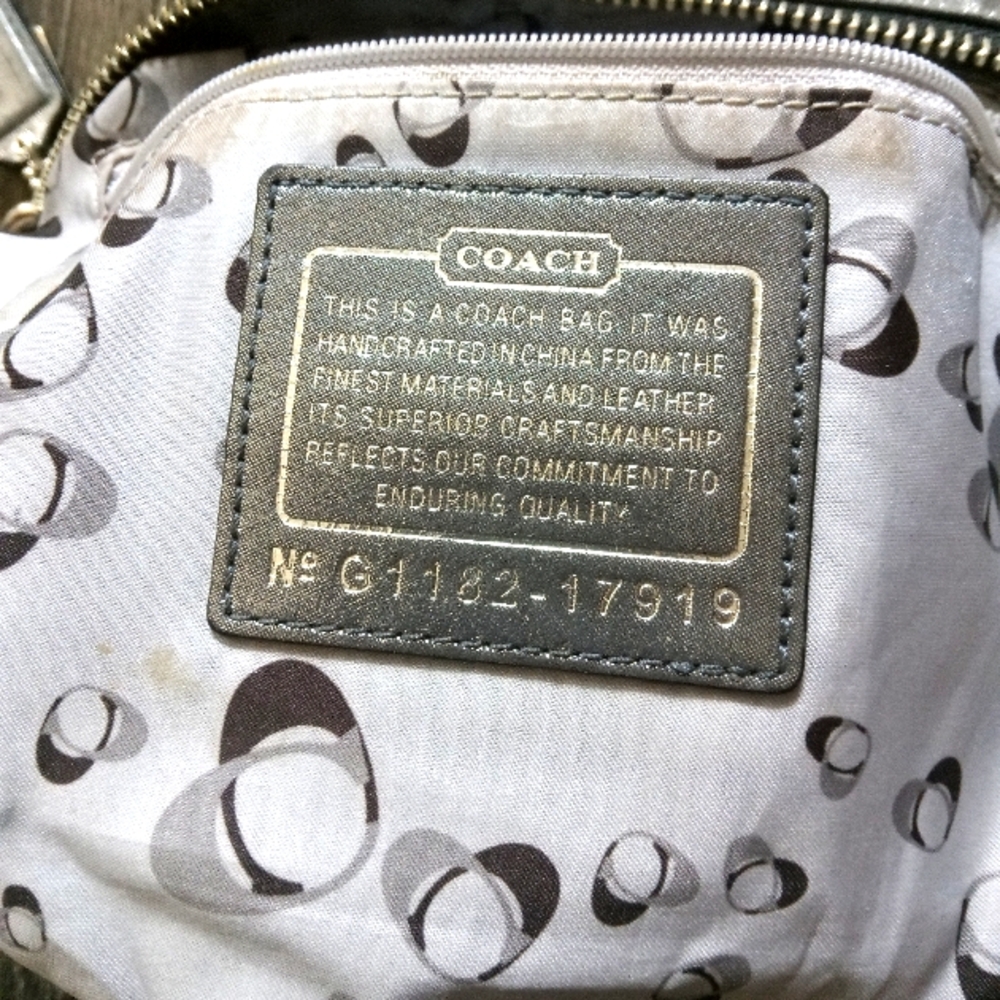 COACH
THIS IS A COACH BAG. IT WAS
HANDCRAFTED IN CHINA FROM THE
FINEST MATERIALS AND LEATHER.
ITS SUPERIOR CRAFTSMANSHIP
REFLECTS OUR COMMITMENT TO
ENDURING QUALITY.
Nº G1182-17919